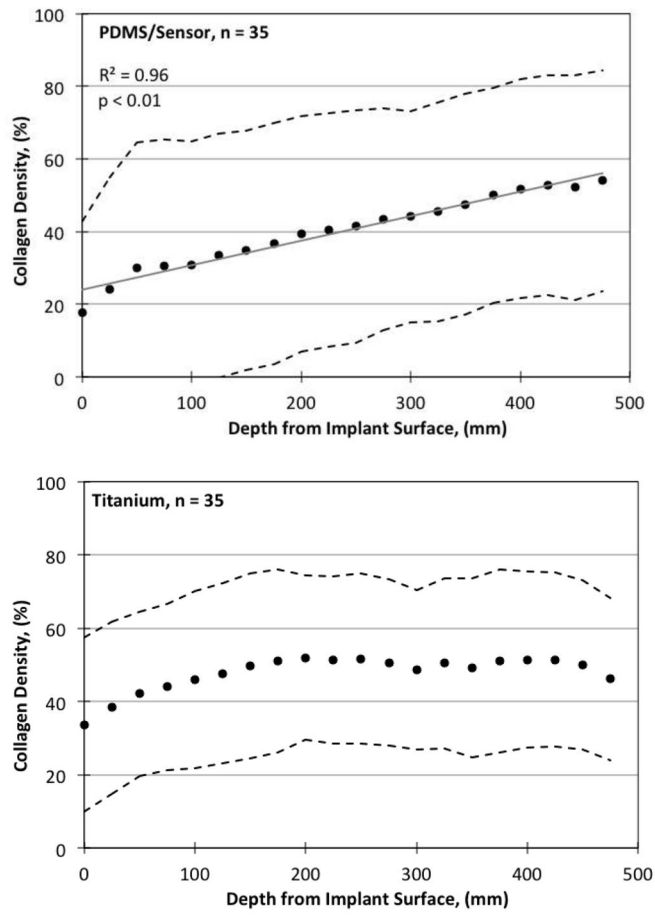 PDMS/Sensor, n = 35
R² = 0.96
p < 0.01
100
80
60
40
20
0
Collagen Density, (%)
0 100 200 300 400 500
Depth from Implant Surface, (mm)
Titanium, n = 35
100
80
60
40
20
0
Collagen Density, (%)
0 100 200 300 400 500
Depth from Implant Surface, (mm)